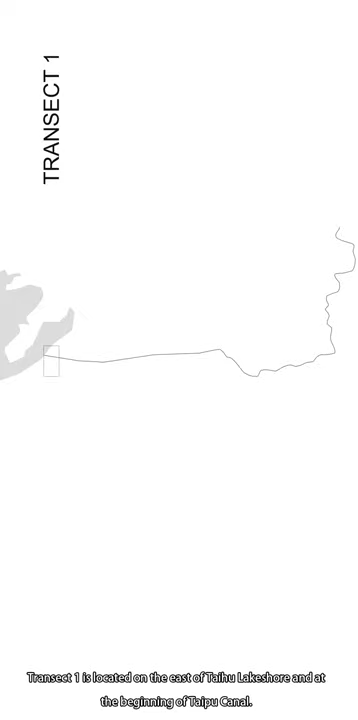 TRANSECT 1
Transect 1 is located on the east of Taihu Lakeshore and at
the beginning of Taipu Canal.